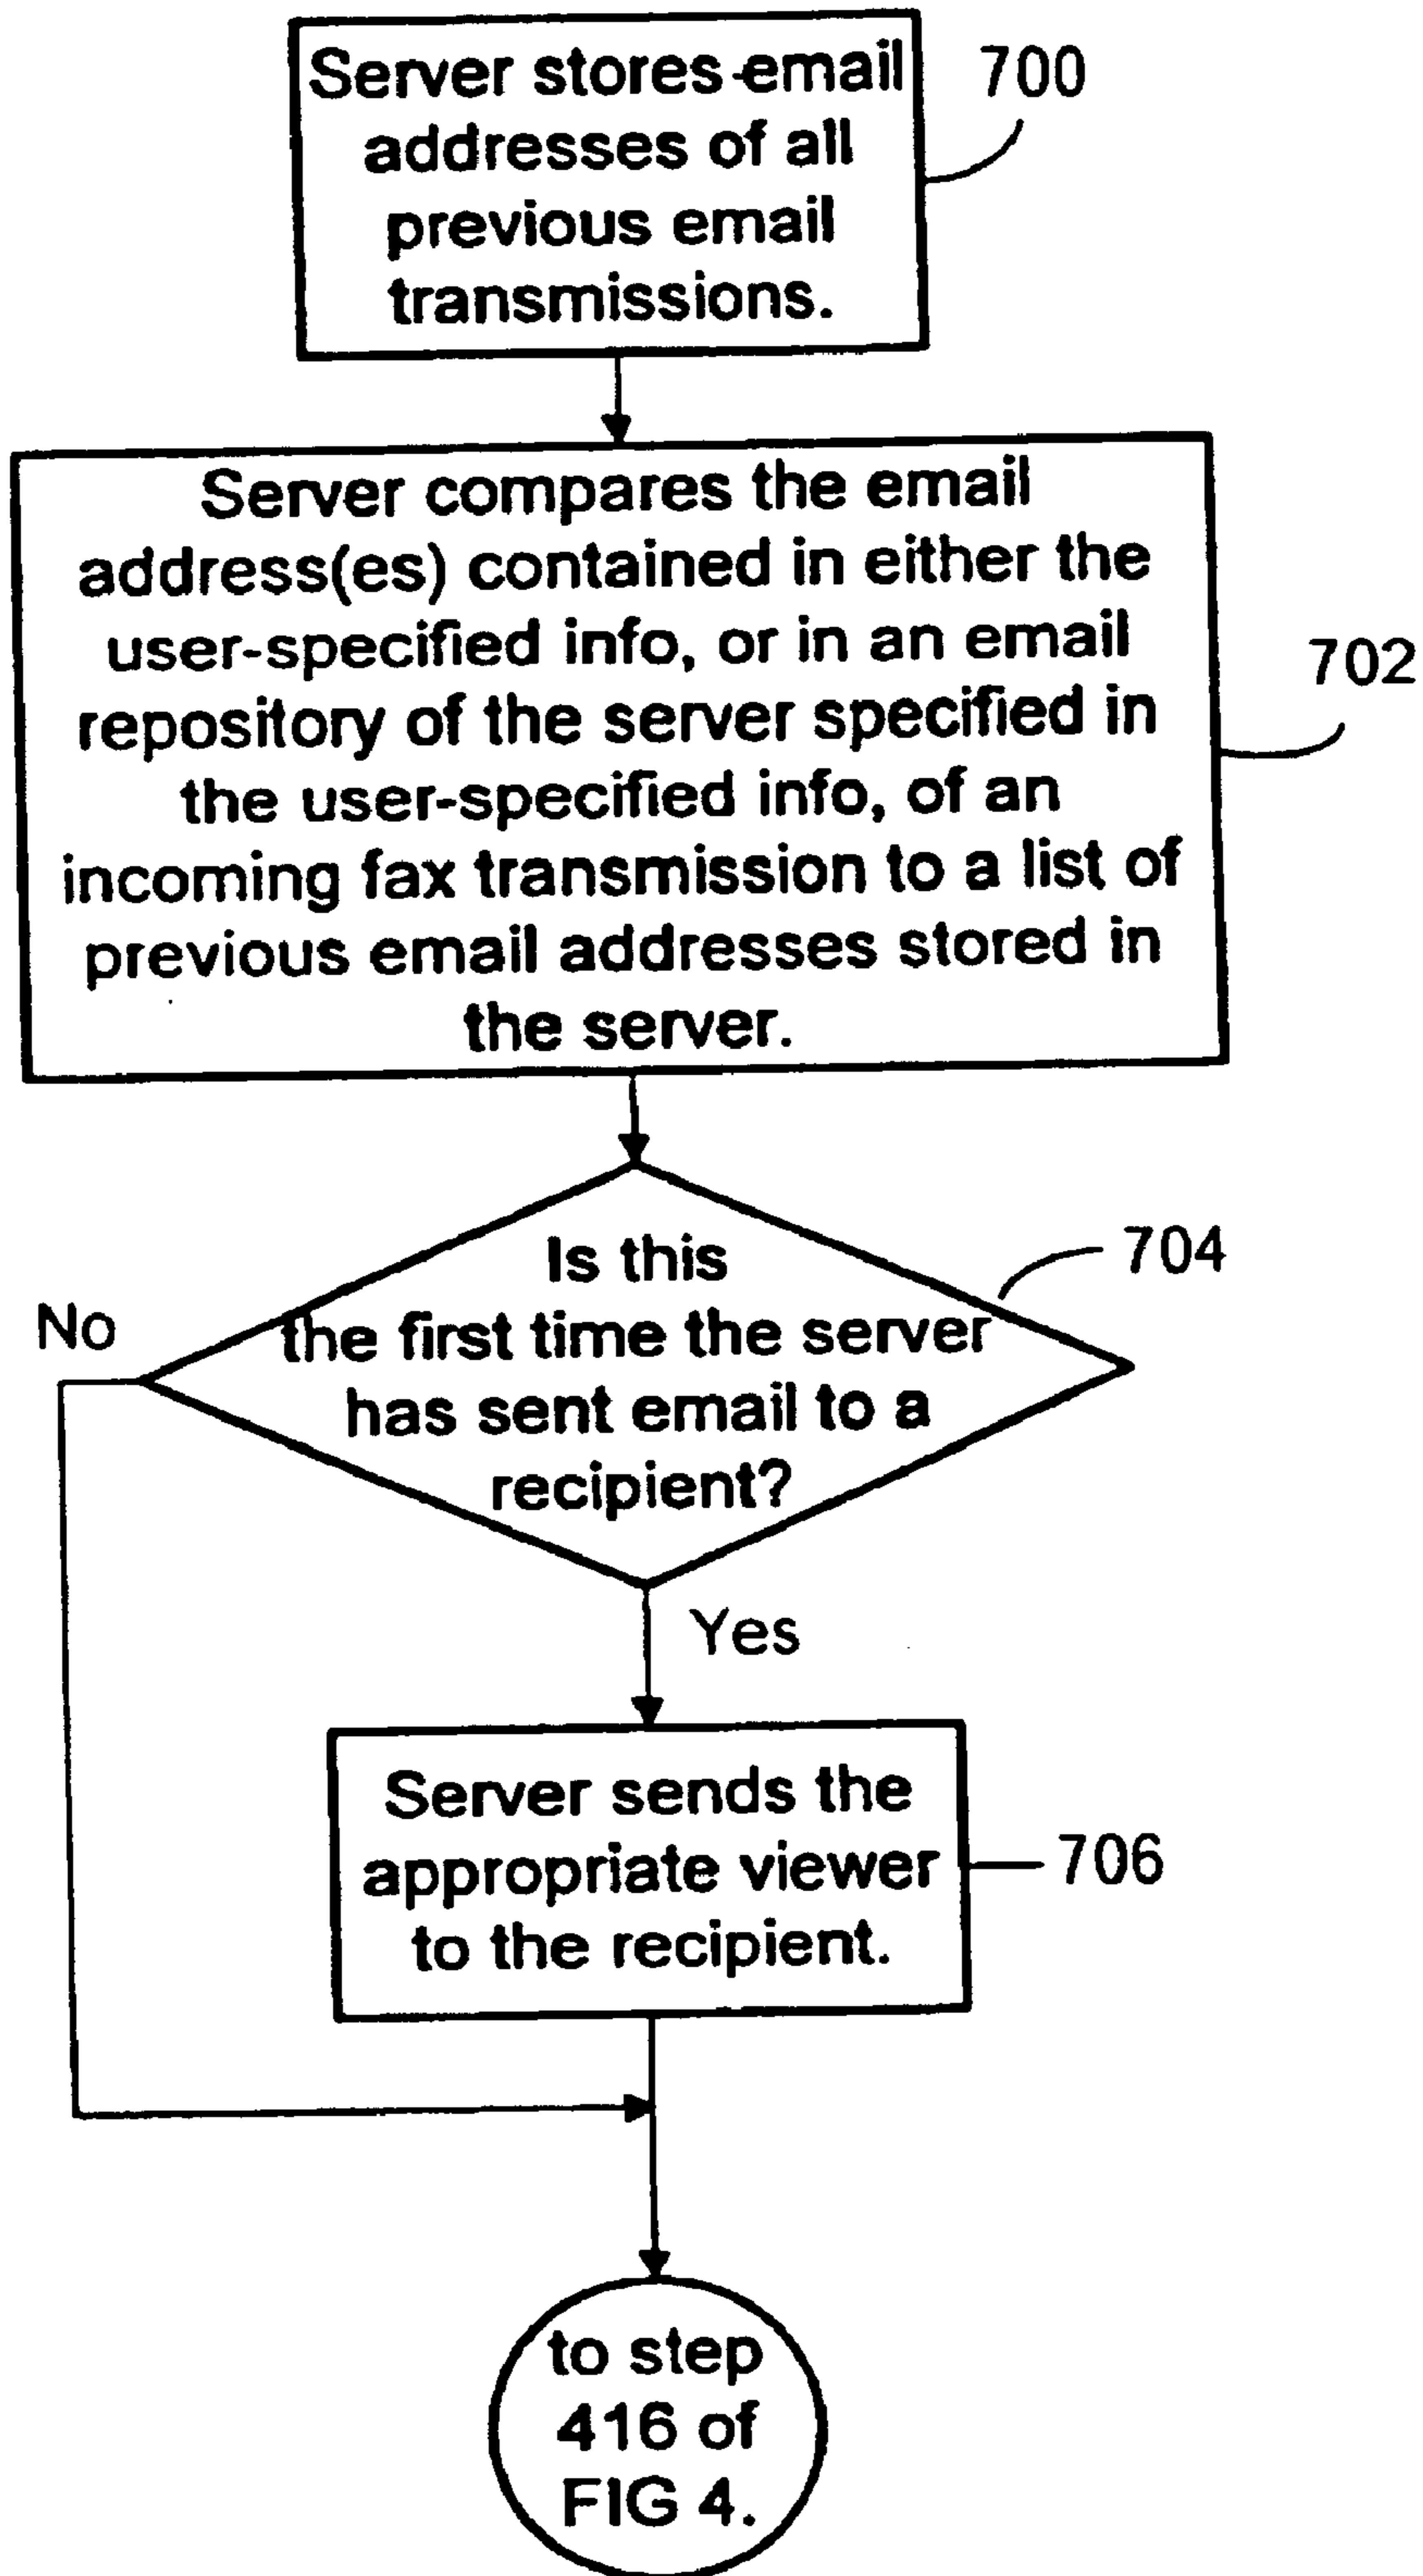 Server stores email
addresses of all
previous email
transmissions.
700
Server compares the email
address(es) contained in either the
user-specified info, or in an email
repository of the server specified in
the user-specified info, of an
incoming fax transmission to a list of
previous email addresses stored in
the server.
702
Is this
the first time the server
has sent email to a
recipient?
704
No
Yes
Server sends the
appropriate viewer
to the recipient.
706
to step
416 of
FIG 4.